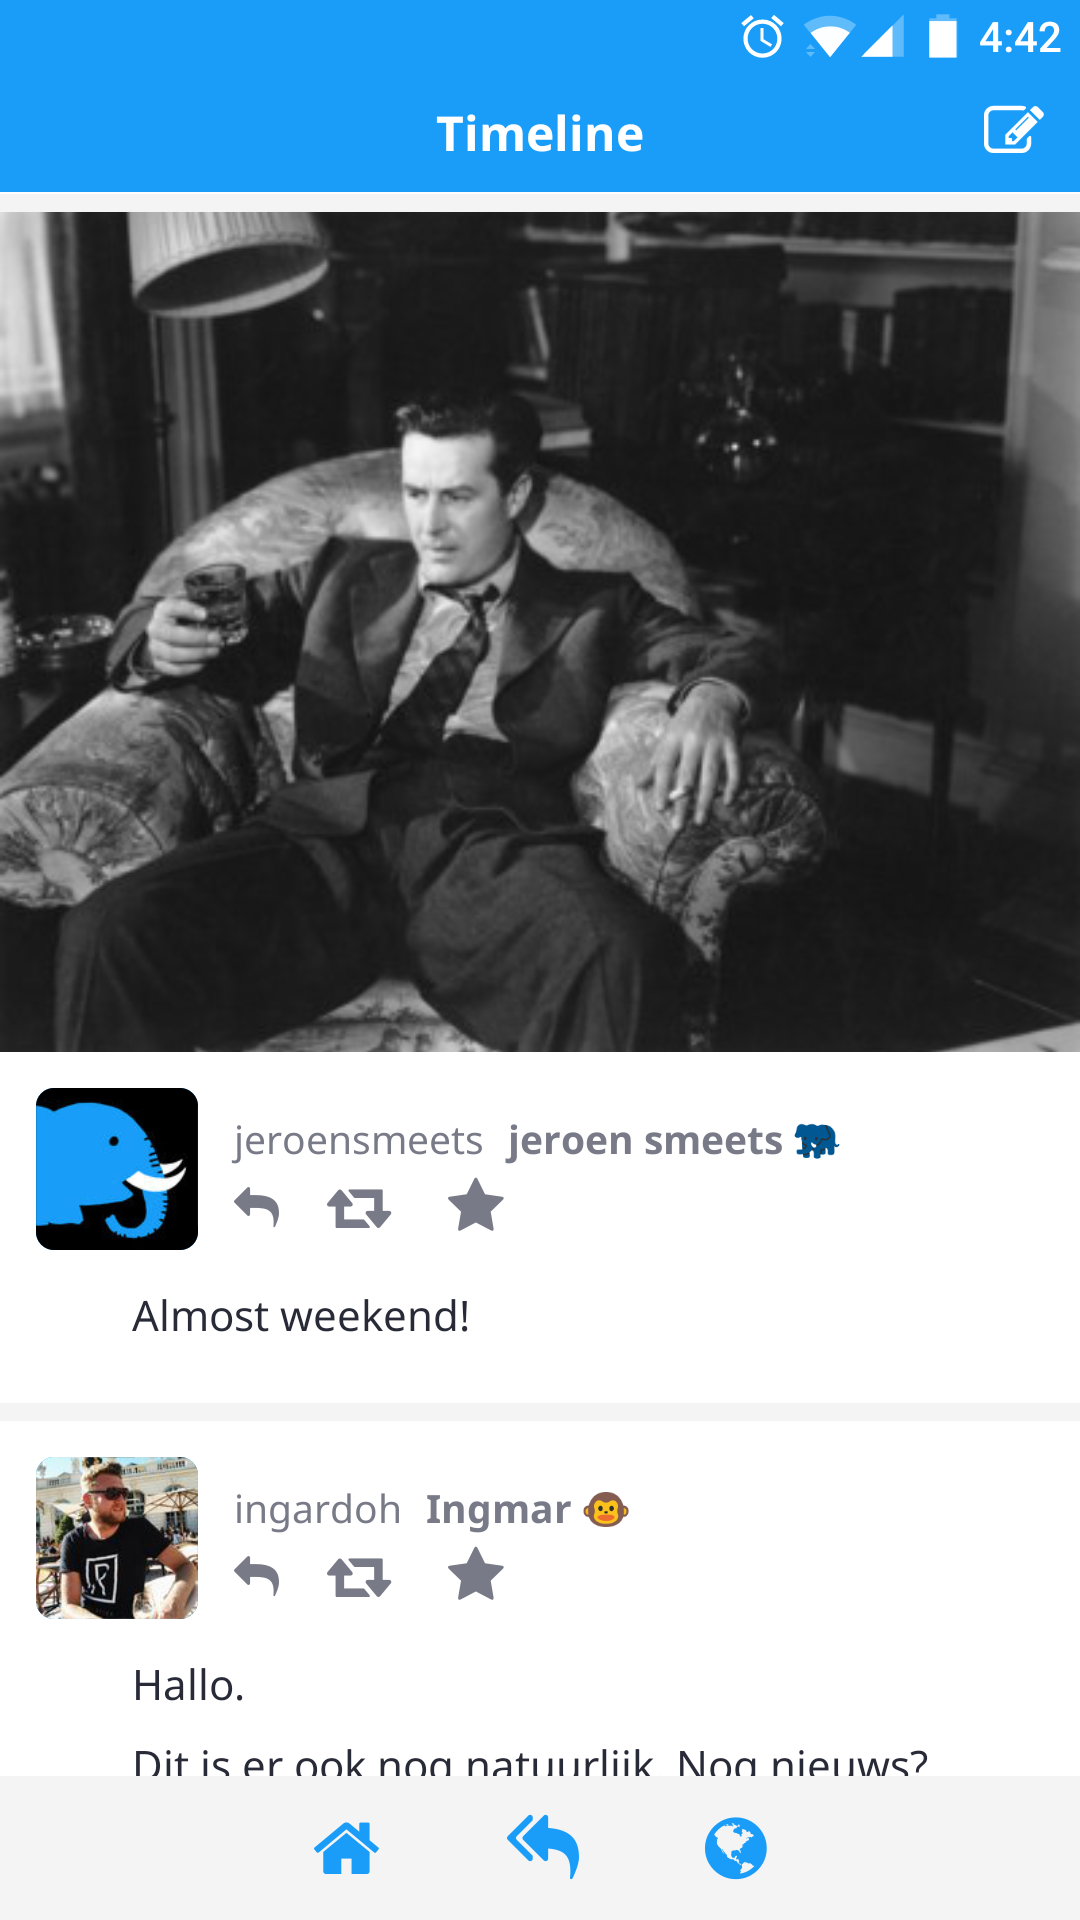 4:42
Timeline
jeroensmeets jeroen smeets 🐘
Almost weekend!
ingardoh Ingmar 🐵
Hallo.
Dit is er ook nog natuurlijk. Nog nieuws?